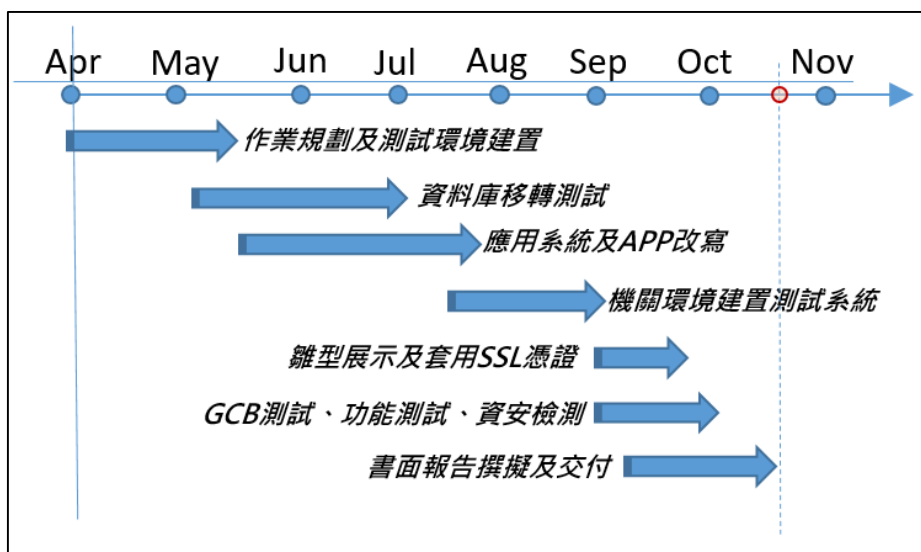 Apr May Jun Jul Aug Sep Oct Nov
作業規劃及測試環境建置
資料庫移轉測試
應用系統及APP改寫
機關環境建置測試系統
雛型展示及套用SSL憑證
GCB測試、功能測試、資安檢測
書面報告撰擬及交付